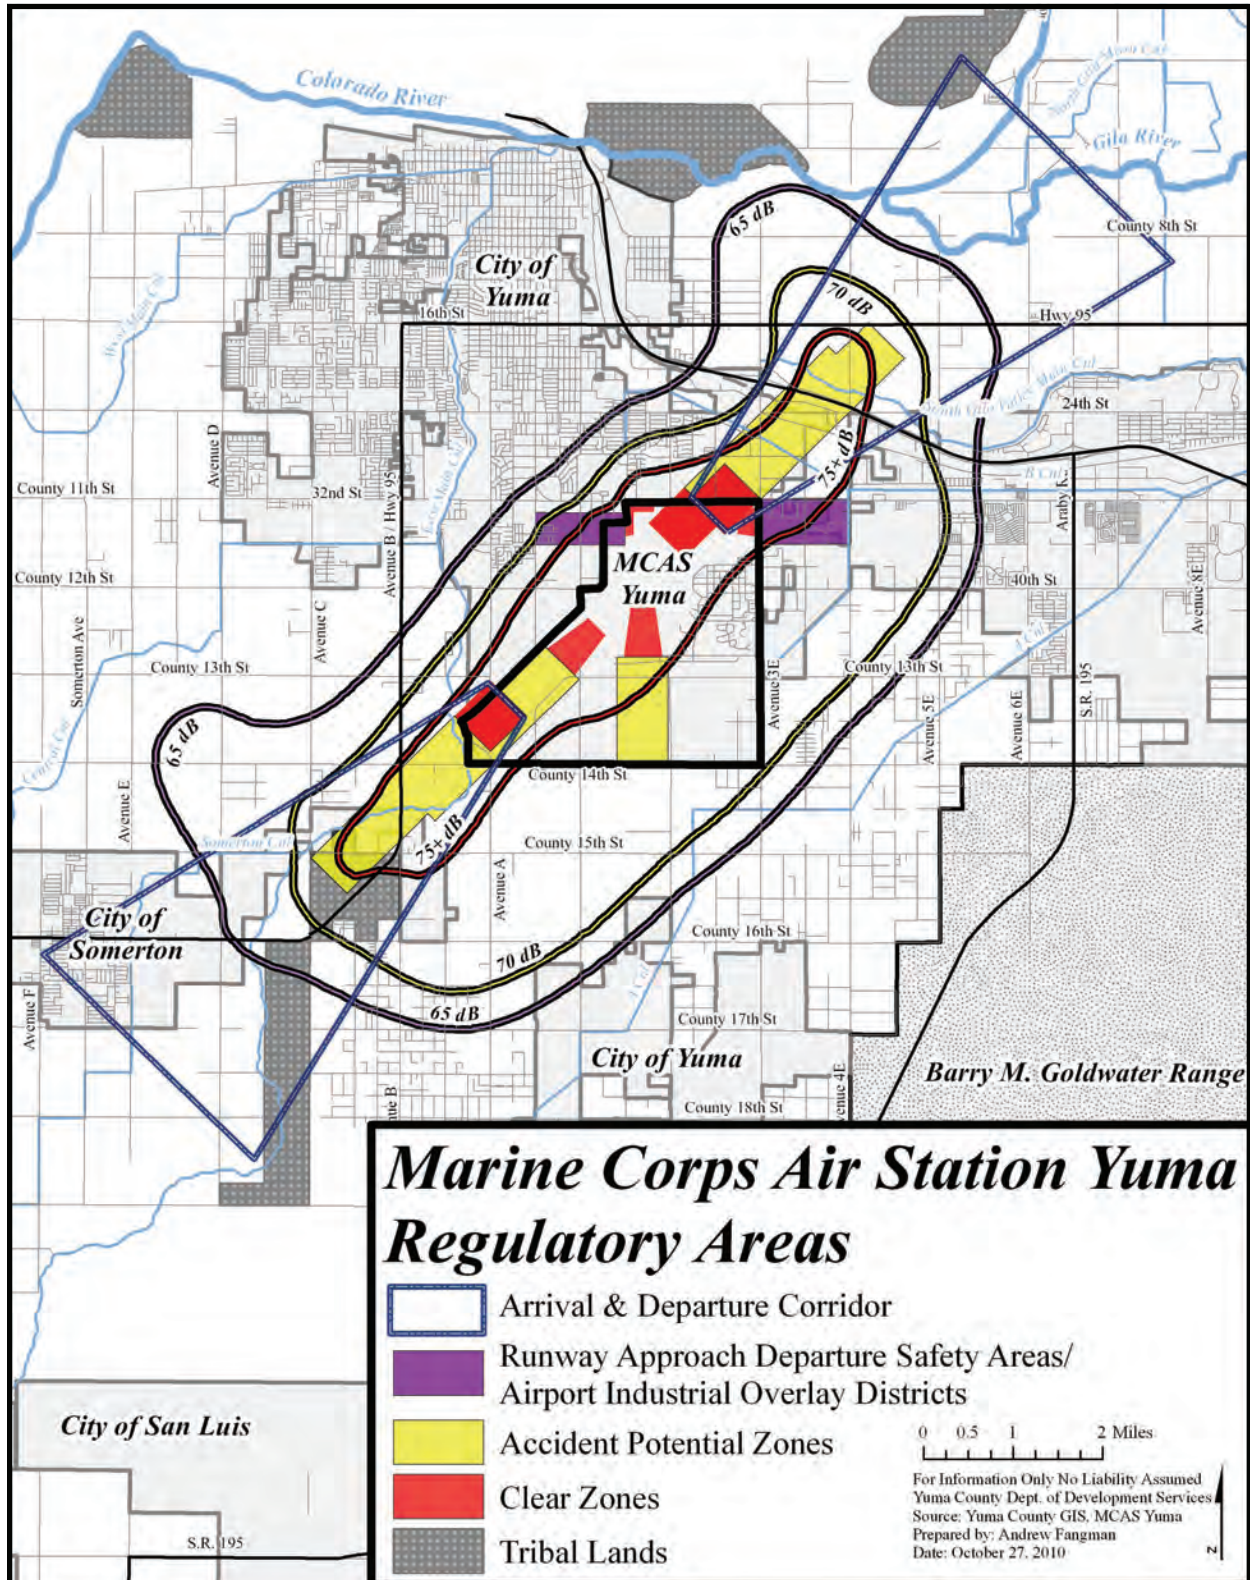 Colorado River
North Gila Main Cnl
Gila River
County 8th St
65 dB
City of
Yuma
70 dB
16th St
Hwy 95
South Gila Valley Main Cnl
24th St
Avenue D
75+ dB
County 11th St
32nd St
B Cnl
Avenue B / Hwy 95
East Main Cnl
MCAS
Yuma
County 12th St
40th St
Avenue 8E
Avenue C
Somerton Ave
County 13th St
County 13th St
A Cnl
Avenue 3E
Avenue 5E
Avenue 6E
S.R. 195
Central Cnl
65 dB
County 14th St
Avenue E
Somerton Cnl
75+ dB
County 15th St
Avenue A
City of
Somerton
County 16th St
70 dB
A Cnl
Avenue F
65 dB
County 17th St
City of Yuma
Barry M. Goldwater Range
County 18th St
Marine Corps Air Station Yuma
Regulatory Areas
Arrival & Departure Corridor
Runway Approach Departure Safety Areas/
Airport Industrial Overlay Districts
Accident Potential Zones
Clear Zones
Tribal Lands
City of San Luis
S.R. 195
0 0.5 1 2 Miles
For Information Only No Liability Assumed
Yuma County Dept. of Development Services
Source: Yuma County GIS, MCAS Yuma
Prepared by: Andrew Fangman
Date: October 27, 2010
N